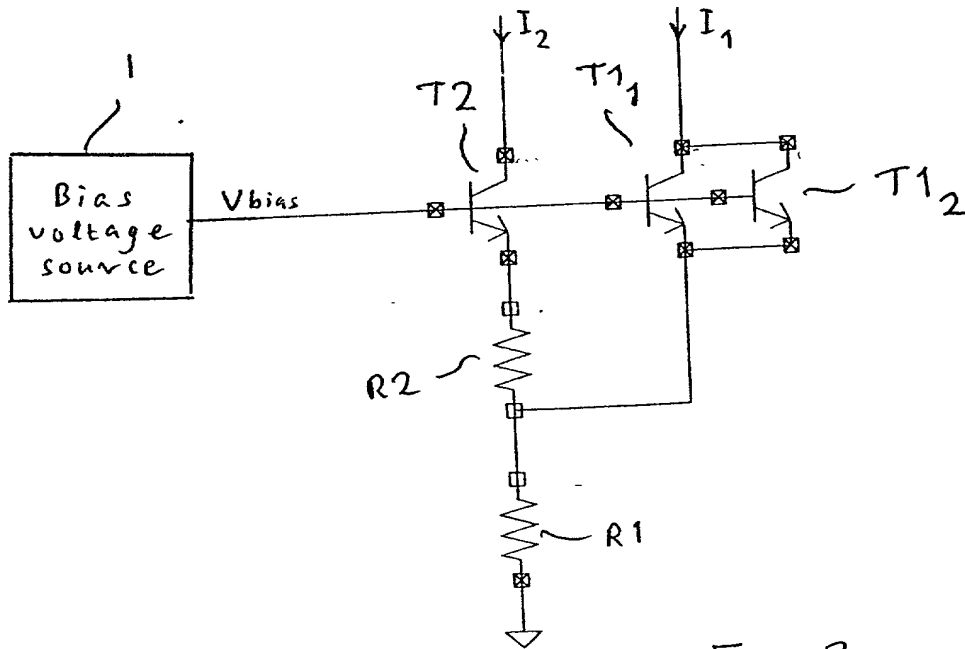 I2
I1
1
T2
T11
T12
Bias
voltage
source
Vbias
R2
R1